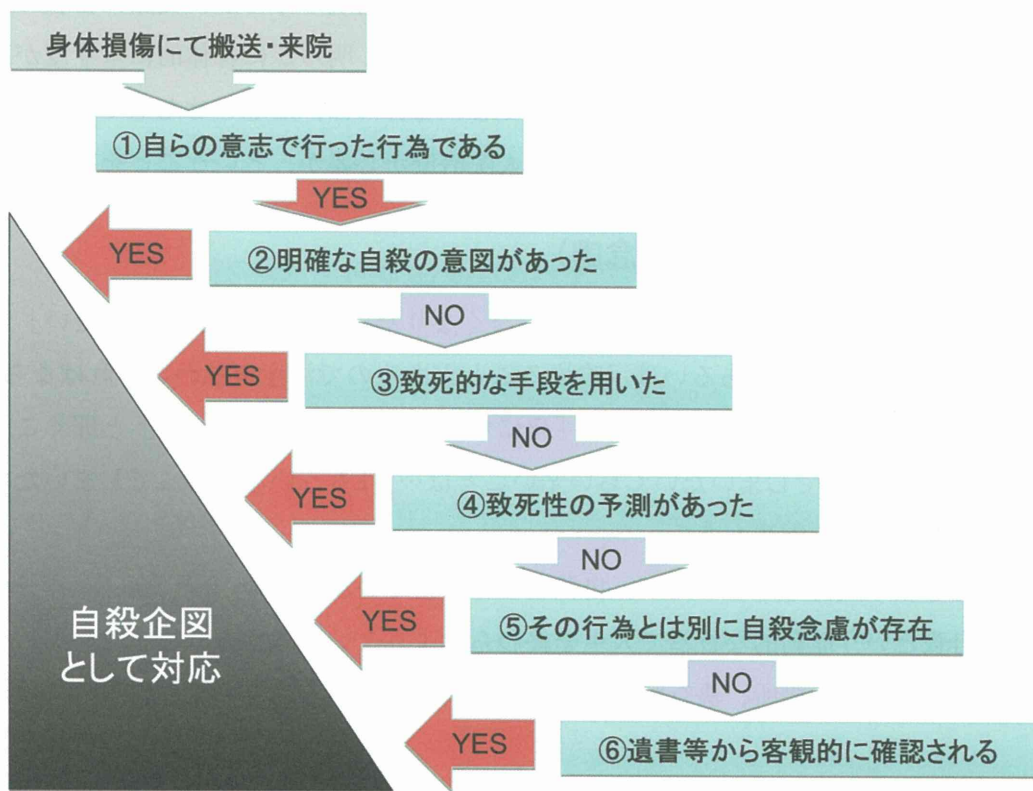 身体損傷にて搬送・来院
①自らの意志で行った行為である
YES
YES
②明確な自殺の意図があった
NO
YES
③致死的な手段を用いた
NO
YES
④致死性の予測があった
NO
YES
⑤その行為とは別に自殺念慮が存在
NO
YES
⑥遺書等から客観的に確認される
自殺企図
として対応